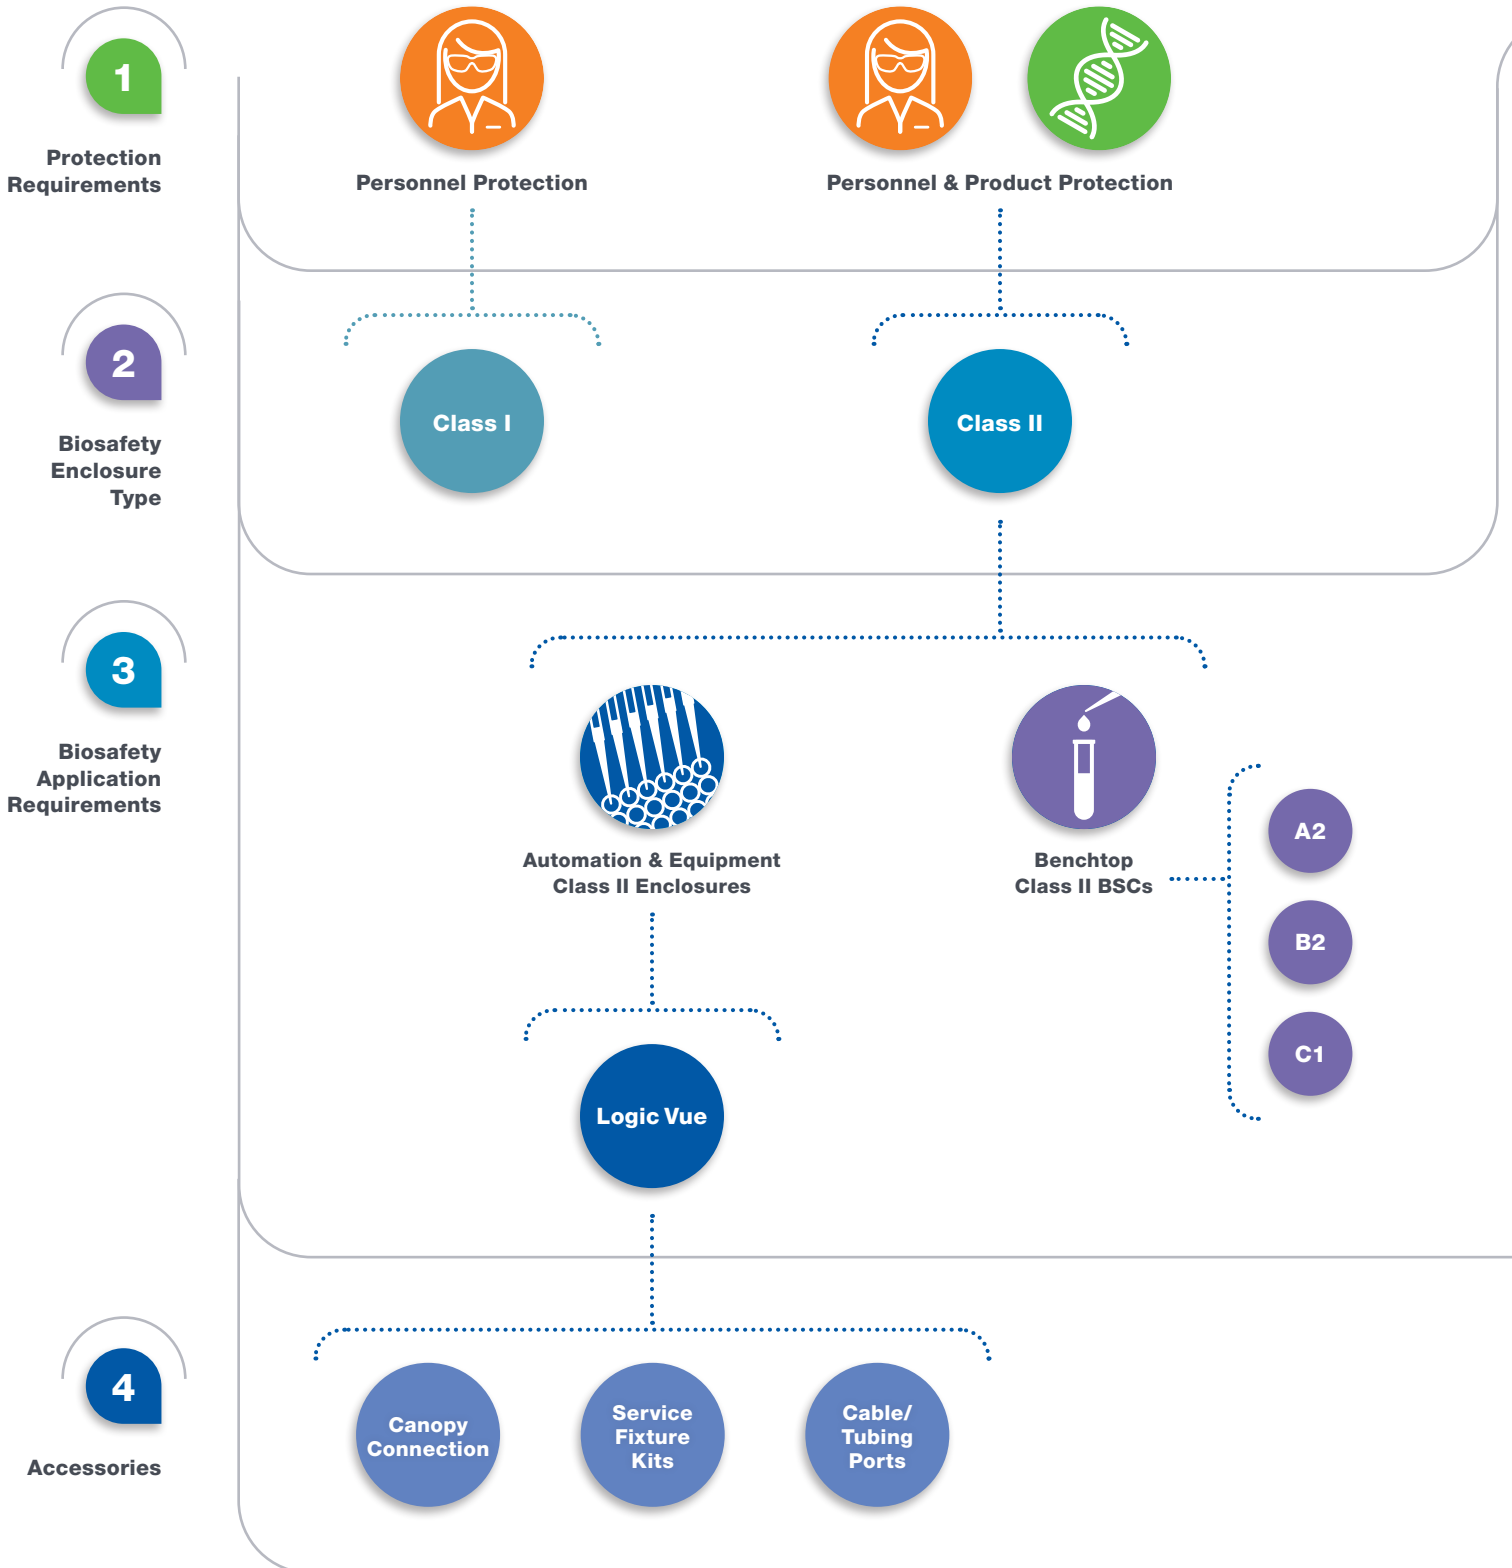 1
Protection
Requirements
Personnel Protection
Personnel & Product Protection
2
Biosafety
Enclosure
Type
Class I
Class II
3
Biosafety
Application
Requirements
Automation & Equipment
Class II Enclosures
Benchtop
Class II BSCs
A2
B2
C1
Logic Vue
4
Accessories
Canopy
Connection
Service
Fixture
Kits
Cable/
Tubing
Ports